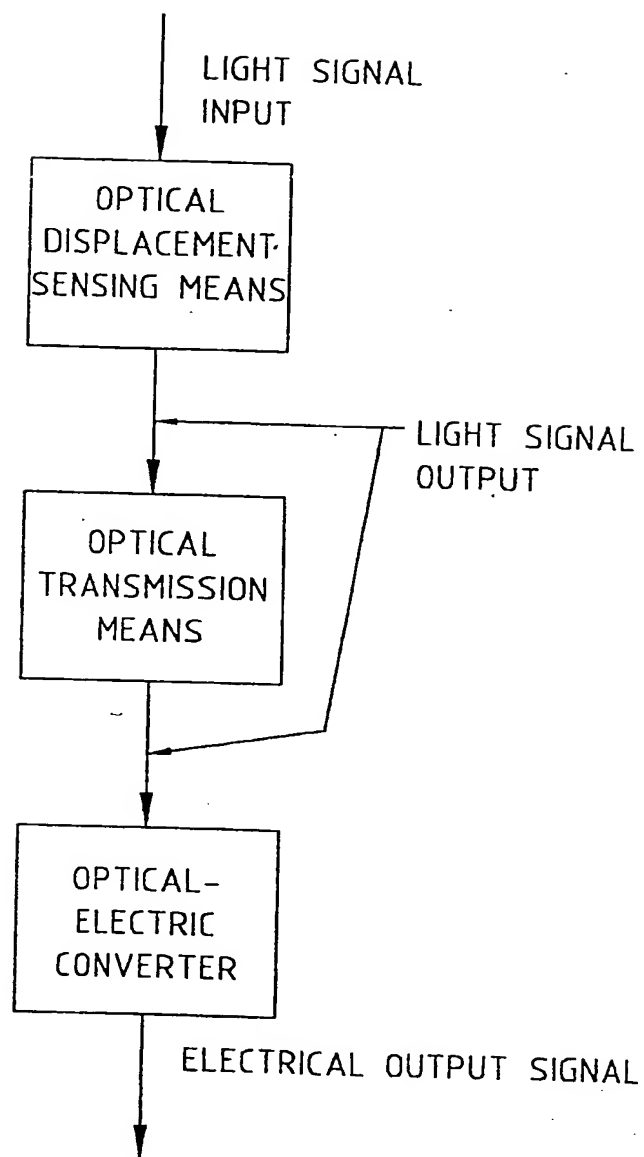 LIGHT SIGNAL
INPUT
OPTICAL
DISPLACEMENT-
SENSING MEANS
LIGHT SIGNAL
OUTPUT
OPTICAL
TRANSMISSION
MEANS
OPTICAL-
ELECTRIC
CONVERTER
ELECTRICAL OUTPUT SIGNAL